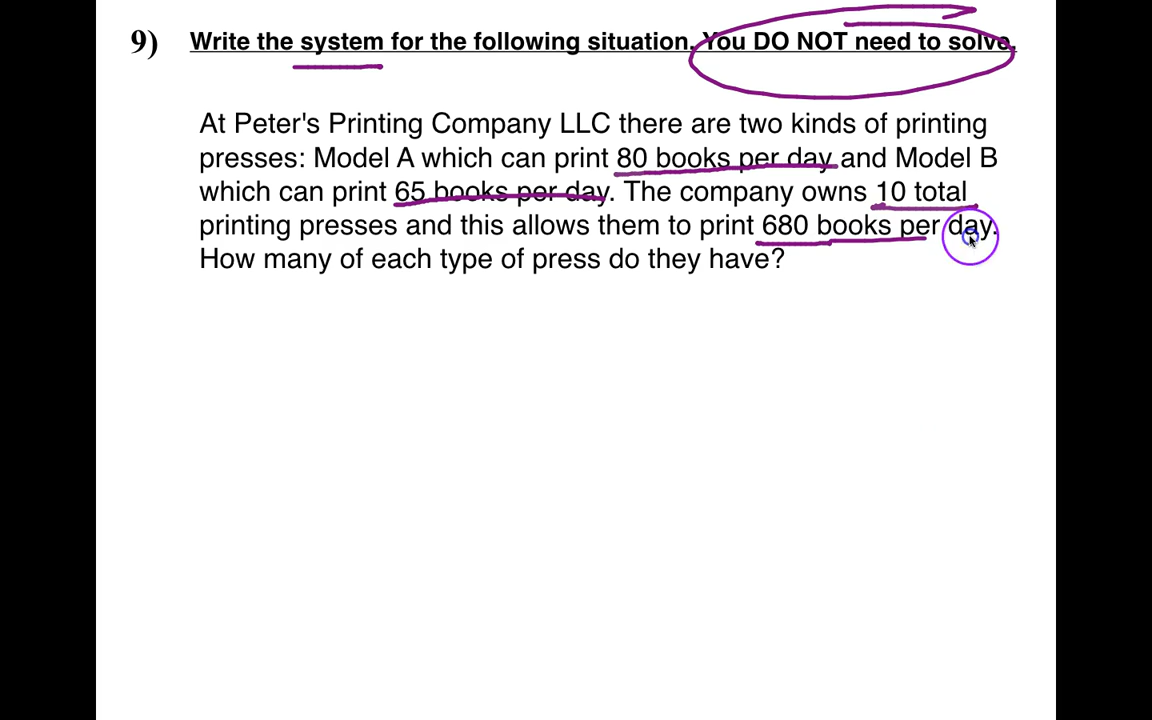 9) Write the system for the following situation. You DO NOT need to solve.
At Peter's Printing Company LLC there are two kinds of printing
presses: Model A which can print 80 books per day and Model B
which can print 65 books per day. The company owns 10 total
printing presses and this allows them to print 680 books per day.
How many of each type of press do they have?